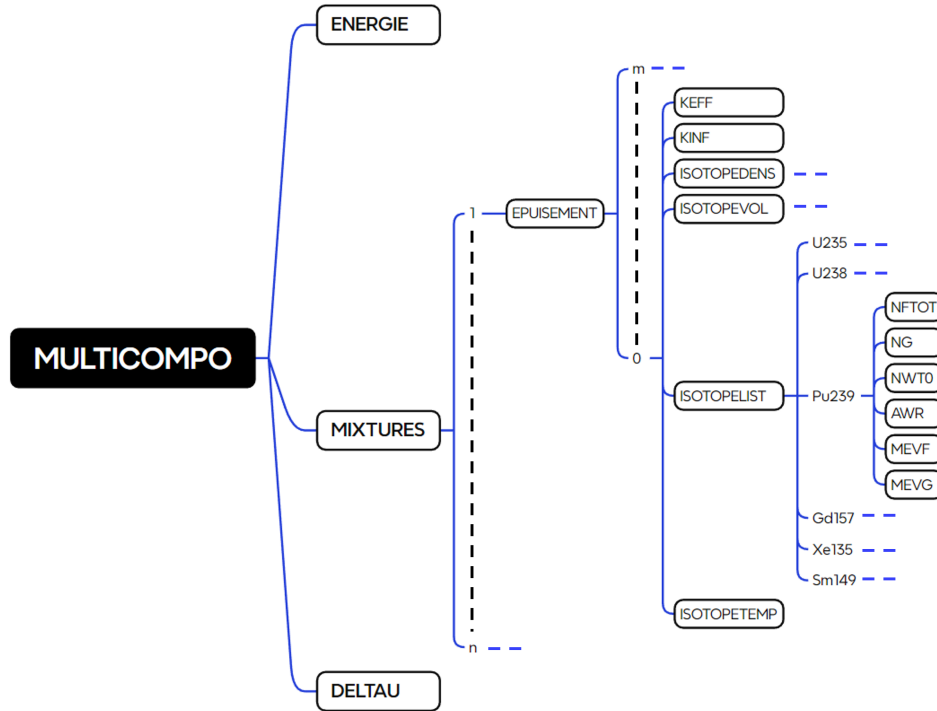 ENERGIE
m
KEFF
KINF
ISOTOPEDENS
ISOTOPEVOL
1
EPUISEMENT
U235
U238
NFTOT
NG
MULTICOMPO
0
NWT0
ISOTOPELIST
Pu239
AWR
MIXTURES
MEVF
MEVG
Gd157
Xe135
Sm149
ISOTOPETEMP
n
DELTAU